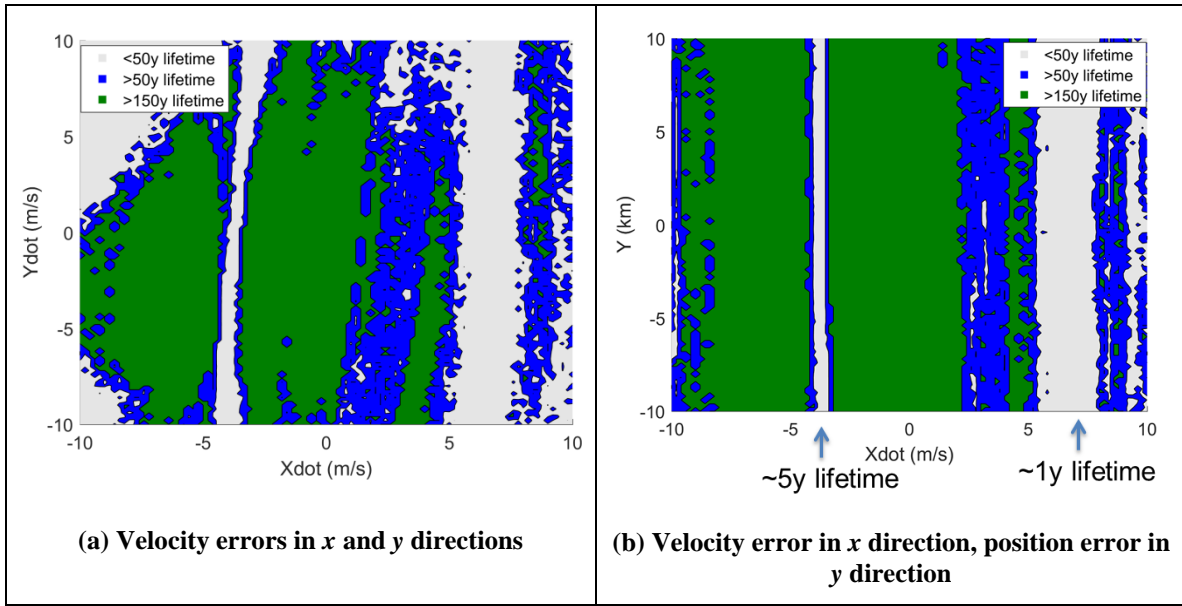 10
5
0
-5
-10
Ydot (m/s)
<50y lifetime
>50y lifetime
>150y lifetime
-10
-5
0
5
10
Xdot (m/s)
(a) Velocity errors in x and y directions
10
5
0
-5
-10
Y (km)
<50y lifetime
>50y lifetime
>150y lifetime
-10
-5
0
5
10
Xdot (m/s)
~5y lifetime
~1y lifetime
(b) Velocity error in x direction, position error in
y direction